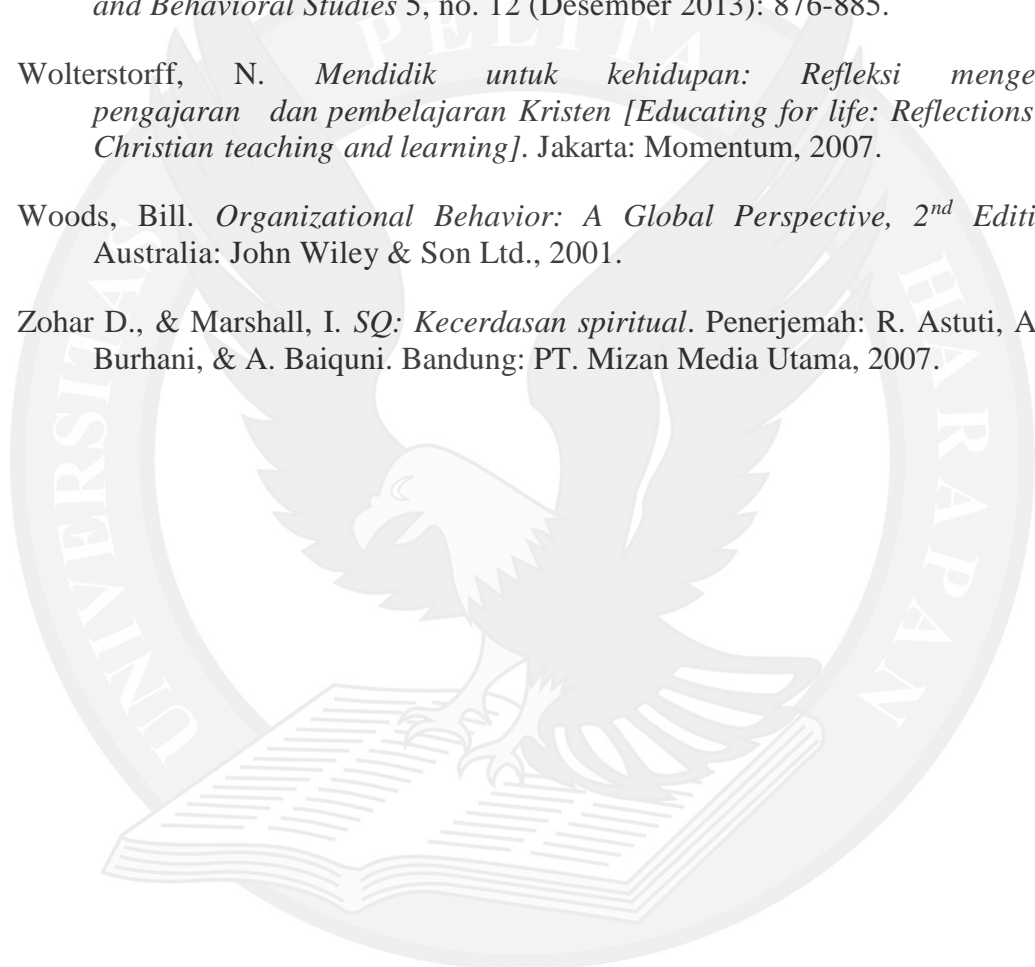 and Behavioral Studies 5, no. 12 (Desember 2013): 876-885.
Wolterstorff, N. Mendidik untuk kehidupan: Refleksi menge
pengajaran dan pembelajaran Kristen [Educating for life: Reflections
Christian teaching and learning]. Jakarta: Momentum, 2007.
Woods, Bill. Organizational Behavior: A Global Perspective, 2nd Editi
Australia: John Wiley & Son Ltd., 2001.
Zohar D., & Marshall, I. SQ: Kecerdasan spiritual. Penerjemah: R. Astuti, A
Burhani, & A. Baiquni. Bandung: PT. Mizan Media Utama, 2007.
UNIVERSITAS PELITA HARAPAN